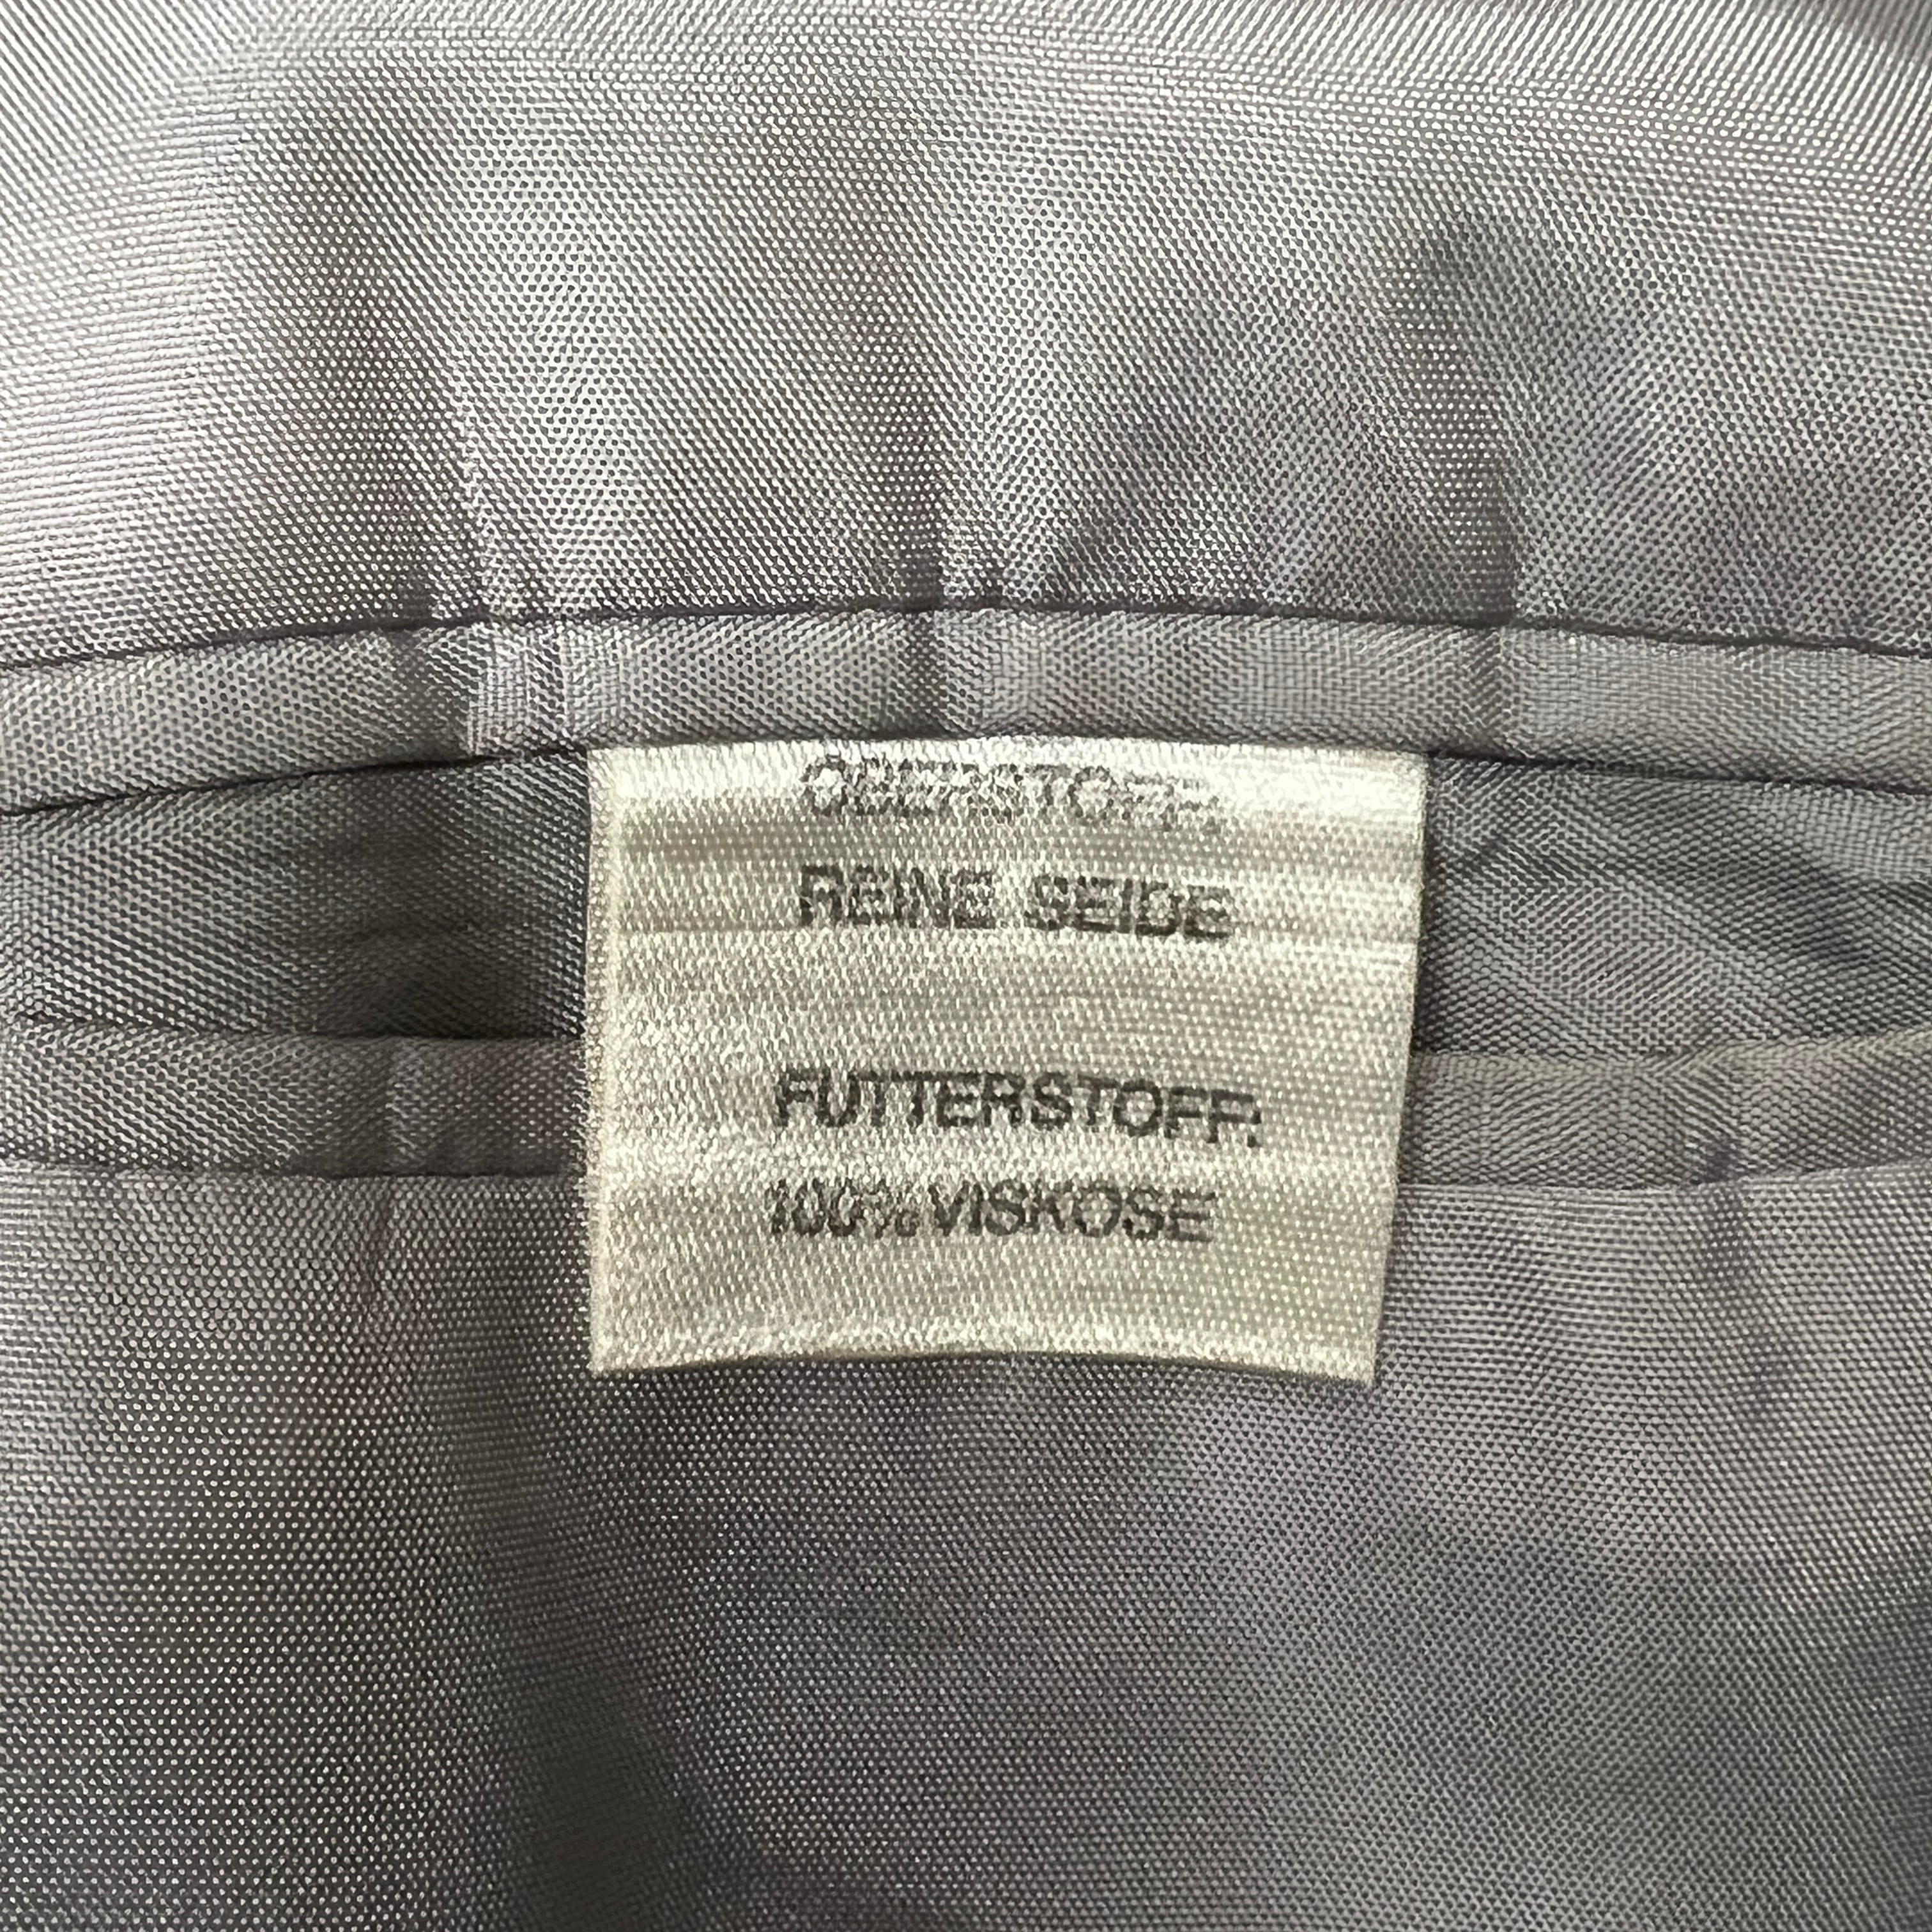 OBERSTOFF:
REINE SEIDE
FUTTERSTOFF:
100% VISKOSE